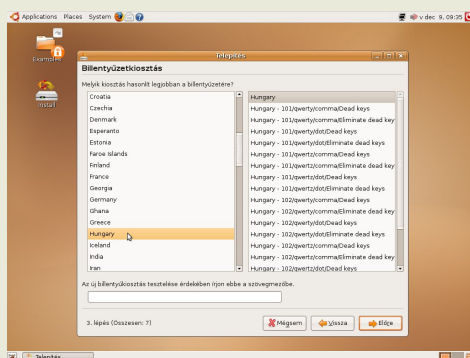 Applications Places System
v dec 9, 09:35
Examples
Install
Telepítés
Billentyűzetkiosztás
Melyik kiosztás hasonlít legjobban a billentyűzetére?
Croatia
Czechia
Denmark
Esperanto
Estonia
Faroe Islands
Finland
France
Georgia
Germany
Ghana
Greece
Hungary
Iceland
India
Iran
Hungary
Hungary - 101/qwerty/comma/Dead keys
Hungary - 101/qwerty/comma/Eliminate dead key
Hungary - 101/qwerty/dot/Dead keys
Hungary - 101/qwerty/dot/Eliminate dead keys
Hungary - 101/qwertz/comma/Dead keys
Hungary - 101/qwertz/comma/Eliminate dead key
Hungary - 101/qwertz/dot/Dead keys
Hungary - 101/qwertz/dot/Eliminate dead keys
Hungary - 102/qwerty/comma/Dead keys
Hungary - 102/qwerty/comma/Eliminate dead key
Hungary - 102/qwerty/dot/Dead keys
Hungary - 102/qwerty/dot/Eliminate dead keys
Hungary - 102/qwertz/comma/Dead keys
Hungary - 102/qwertz/comma/Eliminate dead key
Hungary - 102/qwertz/dot/Dead keys
Az új billentyűkiosztás tesztelése érdekében írjon ebbe a szövegmezőbe.
3. lépés (Összesen: 7)
Mégsem
Vissza
Előre
Telepítés